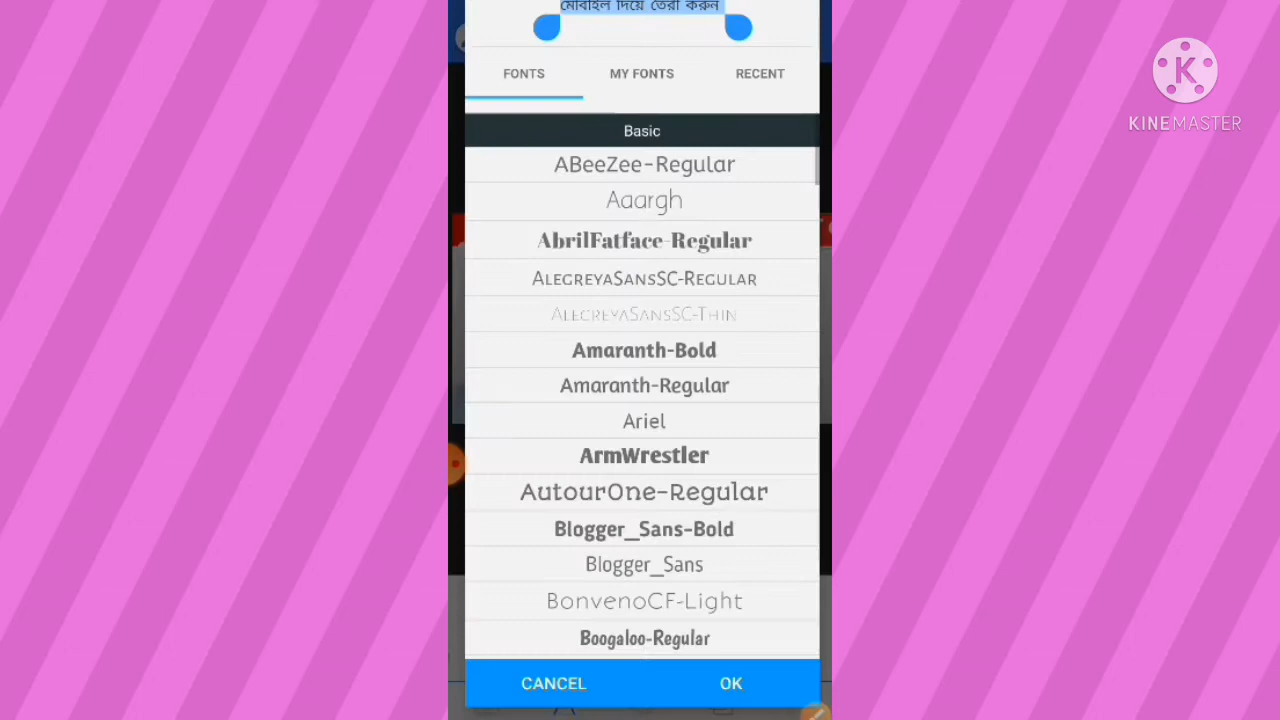 মোবাইল দিয়ে তৈরী করুন
FONTS
MY FONTS
RECENT
Basic
ABeeZee-Regular
Aaargh
AbrilFatface-Regular
AlegreyaSansSC-Regular
AlegreyaSansSC-Thin
Amaranth-Bold
Amaranth-Regular
Ariel
ArmWrestler
AutourOne-Regular
Blogger_Sans-Bold
Blogger_Sans
BonvenoCF-Light
Boogaloo-Regular
CANCEL
OK
K
KINEMASTER